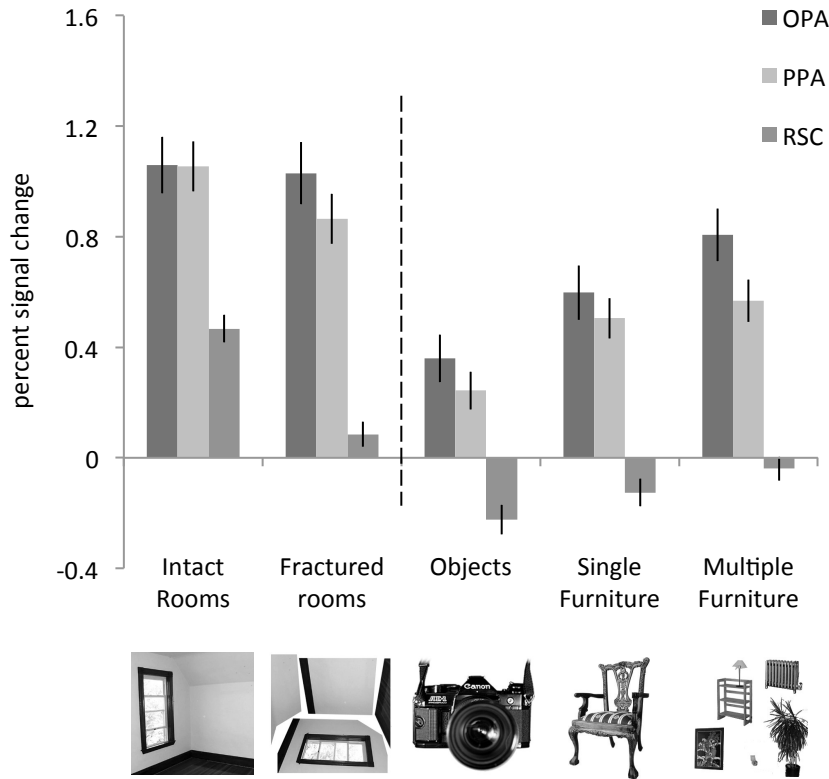 1.6
1.2
0.8
0.4
0
-0.4
percent signal change
OPA
PPA
RSC
Intact
Rooms
Fractured
rooms
Objects
Single
Furniture
Multiple
Furniture
Canon